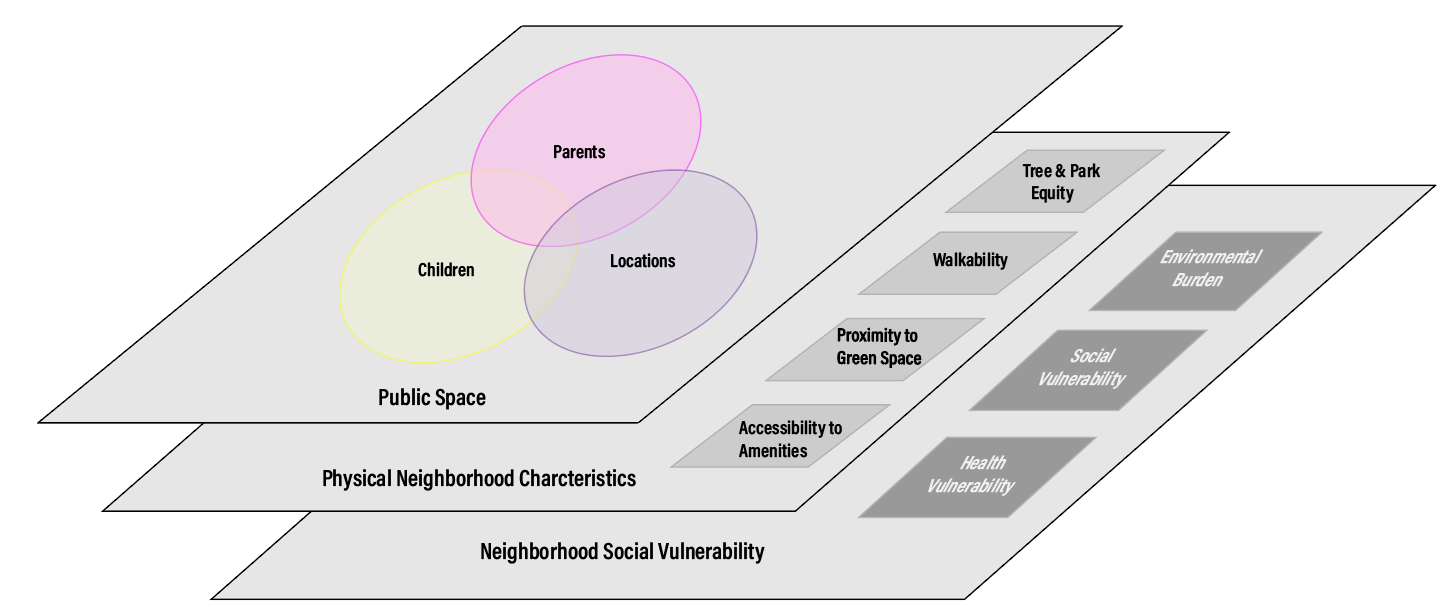 Parents
Children
Locations
Public Space
Tree & Park
Equity
Walkability
Proximity to
Green Space
Accessibility to
Amenities
Physical Neighborhood Charcteristics
Environmental
Burden
Social
Vulnerability
Health
Vulnerability
Neighborhood Social Vulnerability